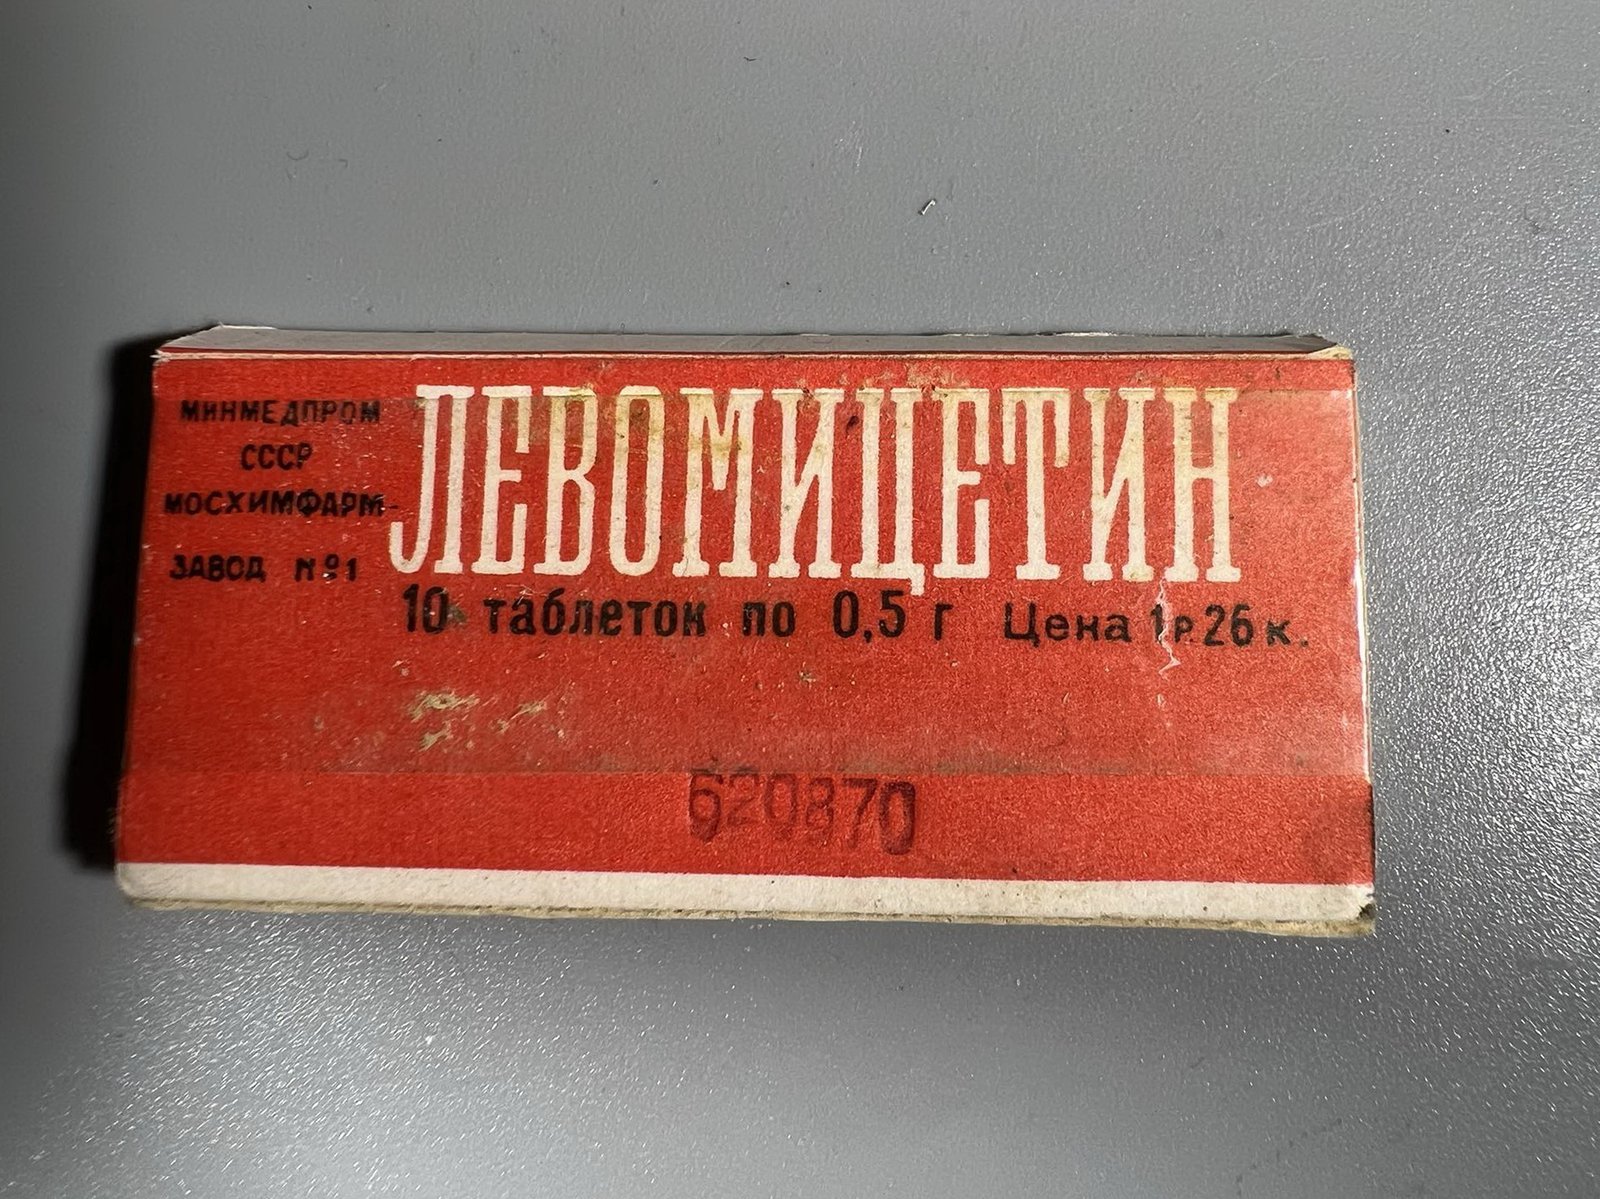 МИНМЕДПРОМ
СССР
МОСХИМФАРМ-
ЗАВОД №1
ЛЕВОМИЦЕТИН
10 таблеток по 0,5 г Цена 1р.26к.
620870